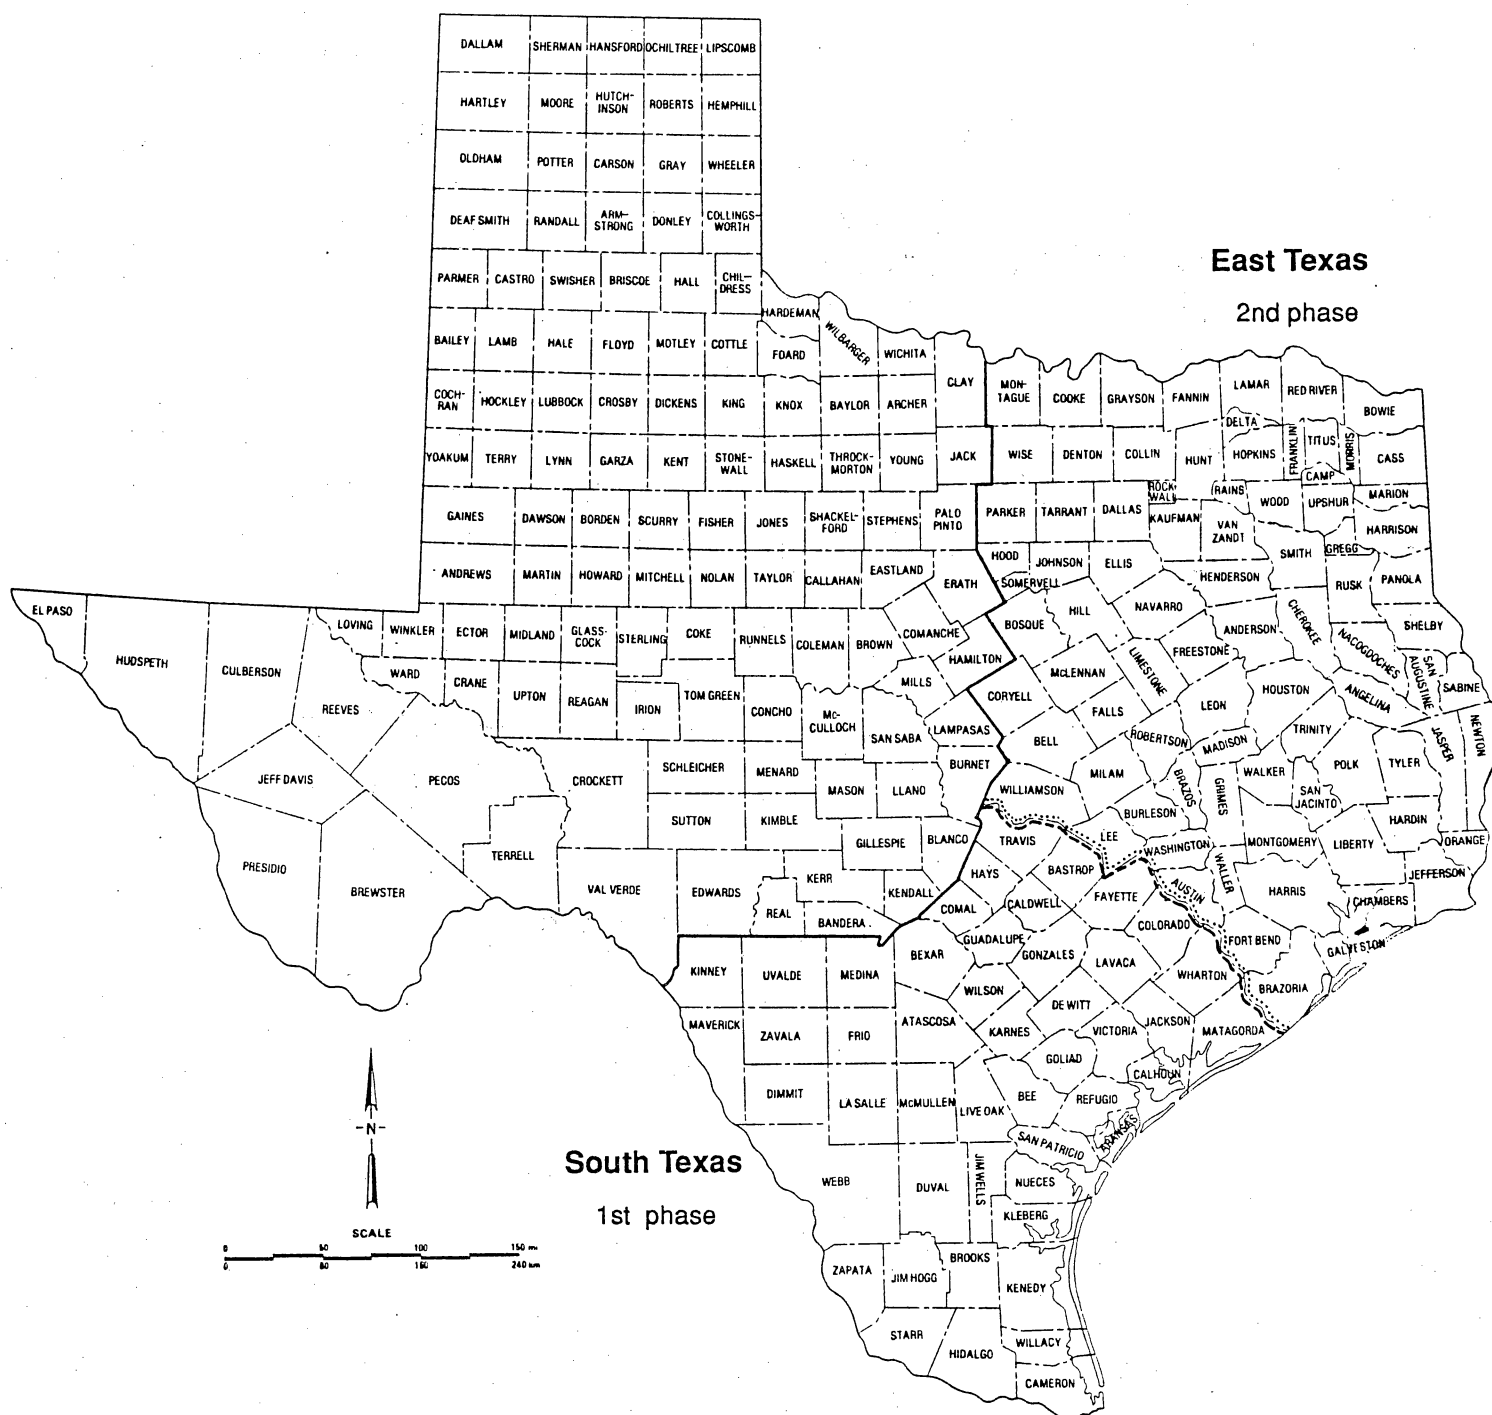 DALLAM SHERMAN HANSFORD OCHILTREE LIPSCOMB
HARTLEY MOORE HUTCH-
INSON ROBERTS HEMPHILL
OLDHAM POTTER CARSON GRAY WHEELER
DEAF SMITH RANDALL ARM-
STRONG DONLEY COLLINGS-
WORTH
PARMER CASTRO SWISHER BRISCOE HALL CHIL-
DRESS
East Texas
2nd phase
HARDEMAN WILBARGER
BAILEY LAMB HALE FLOYD MOTLEY COTTLE FOARD WICHITA
CLAY MON-
TAGUE COOKE GRAYSON FANNIN LAMAR RED RIVER BOWIE
COCH-
RAN HOCKLEY LUBBOCK CROSBY DICKENS KING KNOX BAYLOR ARCHER
DELTA FRANKLIN TITUS MORRIS CASS
YOAKUM TERRY LYNN GARZA KENT STONE-
WALL HASKELL THROCK-
MORTON YOUNG JACK WISE DENTON COLLIN HUNT HOPKINS CAMP
ROCK
WALL RAINS WOOD UPSHUR MARION
GAINES DAWSON BORDEN SCURRY FISHER JONES SHACKEL-
FORD STEPHENS PALO
PINTO PARKER TARRANT DALLAS KAUFMAN VAN
ZANDT HARRISON
SMITH GREGG
HOOD JOHNSON ELLIS
ANDREWS MARTIN HOWARD MITCHELL NOLAN TAYLOR CALLAHAN EASTLAND ERATH SOMERVELL HENDERSON RUSK PANOLA
EL PASO HUDSPETH CULBERSON
LOVING WINKLER ECTOR MIDLAND GLASS-
COCK STERLING COKE RUNNELS COLEMAN BROWN COMANCHE BOSQUE HILL NAVARRO ANDERSON CHEROKEE NACOGDOCHES SHELBY
HAMILTON FREESTONE
WARD CRANE UPTON REAGAN IRION TOM GREEN CONCHO MILLS McLENNAN LIMESTONE SAN
AUGUSTINE SABINE
REEVES Mc-
CULLOCH SAN SABA LAMPASAS CORYELL FALLS LEON HOUSTON ANGELINA
BELL ROBERTSON MADISON TRINITY JASPER NEWTON
JEFF DAVIS PECOS CROCKETT SCHLEICHER MENARD BURNET MILAM BRAZOS GRIMES WALKER POLK TYLER
MASON LLANO WILLIAMSON SAN
JACINTO
SUTTON KIMBLE BURLESON HARDIN
PRESIDIO BREWSTER TERRELL GILLESPIE BLANCO TRAVIS LEE WASHINGTON WALLER MONTGOMERY LIBERTY ORANGE
VAL VERDE EDWARDS KERR KENDALL HAYS BASTROP FAYETTE AUSTIN HARRIS JEFFERSON
REAL BANDERA COMAL CALDWELL COLORADO CHAMBERS
GUADALUPE FORT BEND GALVESTON
KINNEY UVALDE MEDINA BEXAR GONZALES LAVACA WHARTON
WILSON BRAZORIA
MAVERICK ZAVALA FRIO ATASCOSA KARNES DE WITT VICTORIA JACKSON MATAGORDA
GOLIAD CALHOUN
DIMMIT LA SALLE McMULLEN LIVE OAK BEE REFUGIO
ARANSAS
SAN PATRICIO
South Texas
1st phase
WEBB DUVAL JIM WELLS NUECES
KLEBERG
ZAPATA JIM HOGG BROOKS KENEDY
STARR HIDALGO WILLACY
CAMERON
N
SCALE
0 50 100 150 mi
0 80 160 240 km